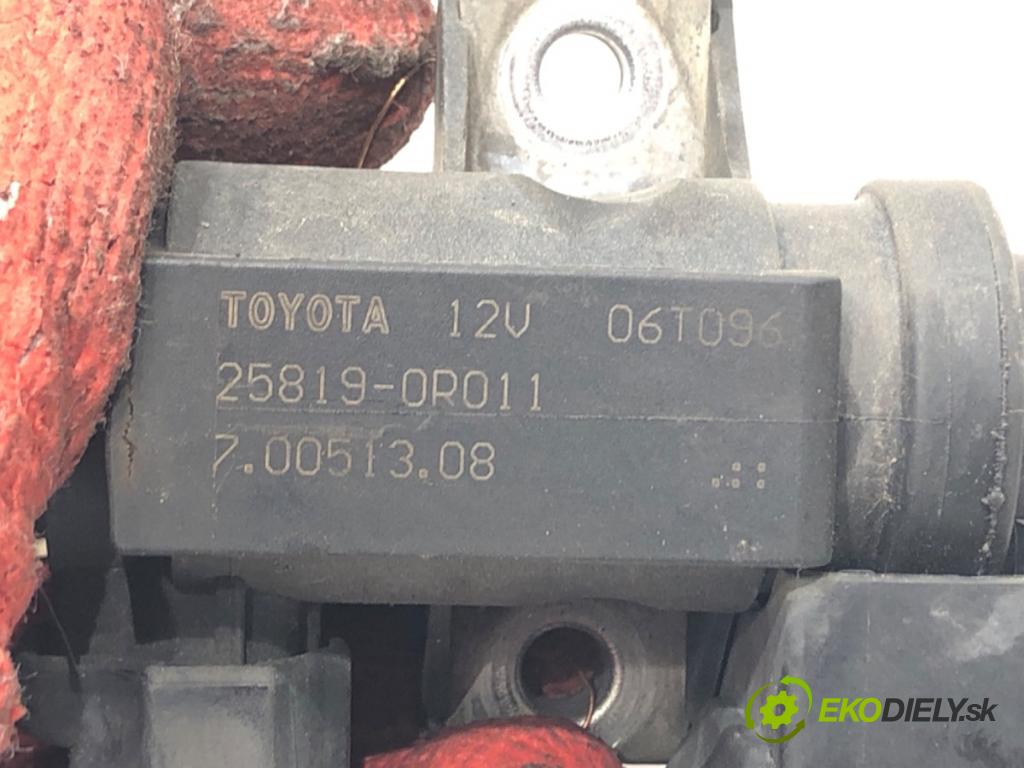 TOYOTA 12V 06T096
25819-0R011
7.00513.08
EKODIELY.sk